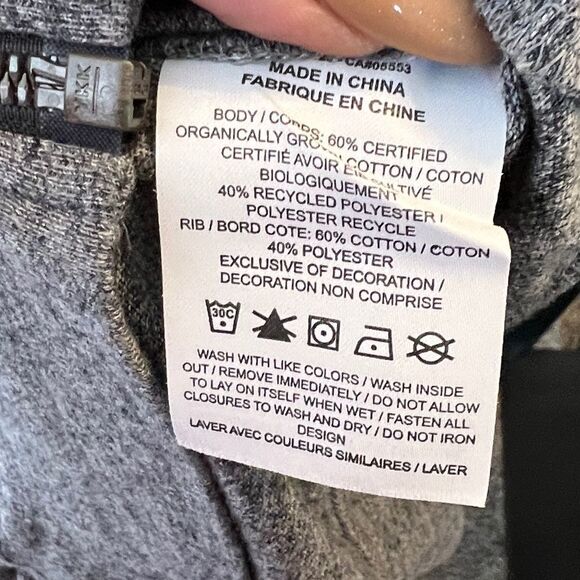 CA#05553
MADE IN CHINA
FABRIQUE EN CHINE
BODY / CORPS: 60% CERTIFIED
ORGANICALLY COTTON / COTON
CERTIFIÉ AVOIR
BIOLOGIQUEMENT
40% RECYCLED POLYESTER /
POLYESTER RECYCLE
RIB / BORD COTE: 60% COTTON / COTON
40% POLYESTER
EXCLUSIVE OF DECORATION /
DECORATION NON COMPRISE
30C
WASH WITH LIKE COLORS / WASH INSIDE
OUT / REMOVE IMMEDIATELY / DO NOT ALLOW
TO LAY ON ITSELF WHEN WET / FASTEN ALL
CLOSURES TO WASH AND DRY / DO NOT IRON
DESIGN
LAVER AVEC COULEURS SIMILAIRES / LAVER
YKK